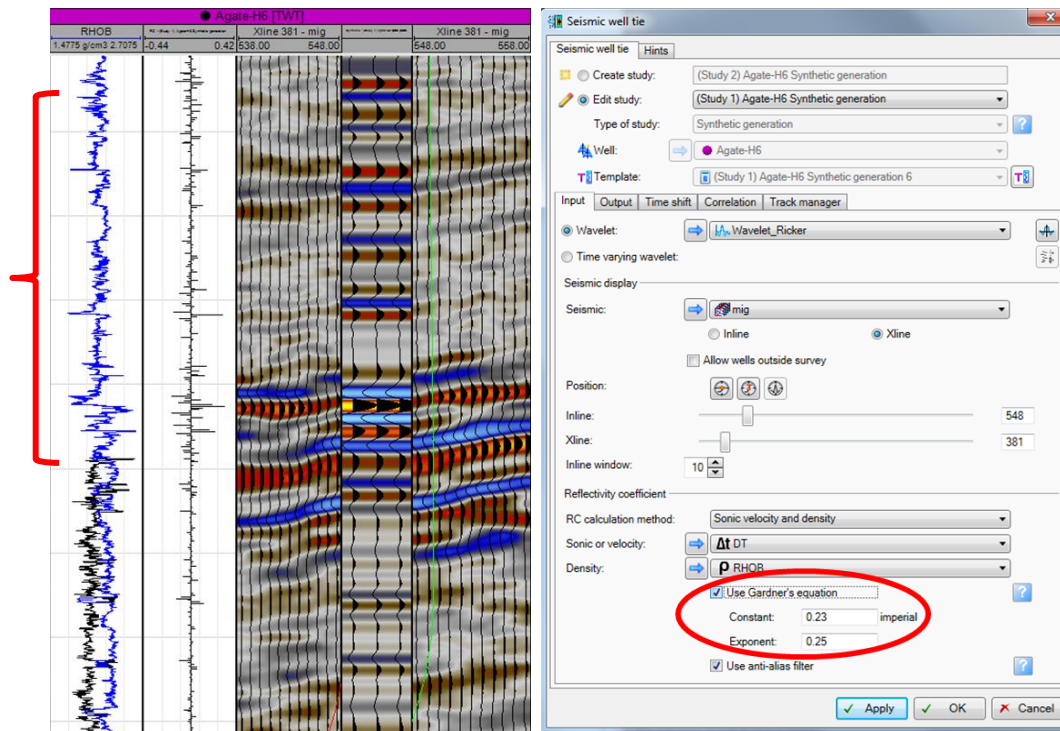 Agate-H6 [TWT]
RHOB
1.4775 g/cm3 2.7075
-0.44 0.42
Xline 381 - mig
538.00 548.00
Xline 381 - mig
548.00 558.00
Seismic well tie
Seismic well tie Hints
Create study: (Study 2) Agate-H6 Synthetic generation
Edit study: (Study 1) Agate-H6 Synthetic generation
Type of study: Synthetic generation ?
Well: Agate-H6
T Template: (Study 1) Agate-H6 Synthetic generation 6 T
Input Output Time shift Correlation Track manager
Wavelet: Wavelet_Ricker
Time varying wavelet:
Seismic display
Seismic: mig
Inline Xline
Allow wells outside survey
Position:
Inline: 548
Xline: 381
Inline window: 10
Reflectivity coefficient
RC calculation method: Sonic velocity and density
Sonic or velocity: Δt DT
Density: ρ RHOB
Use Gardner's equation ?
Constant: 0.23 imperial
Exponent: 0.25
Use anti-alias filter ?
Apply OK Cancel